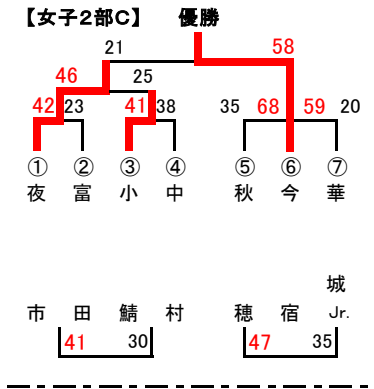 【女子2部C】 優勝
21 58
46 25
42 23 41 38 35 68 59 20
① ② ③ ④ ⑤ ⑥ ⑦
夜 富 小 中 秋 今 華
城
市 田 鯖 村 穂 宿 Jr.
41 30 47 35